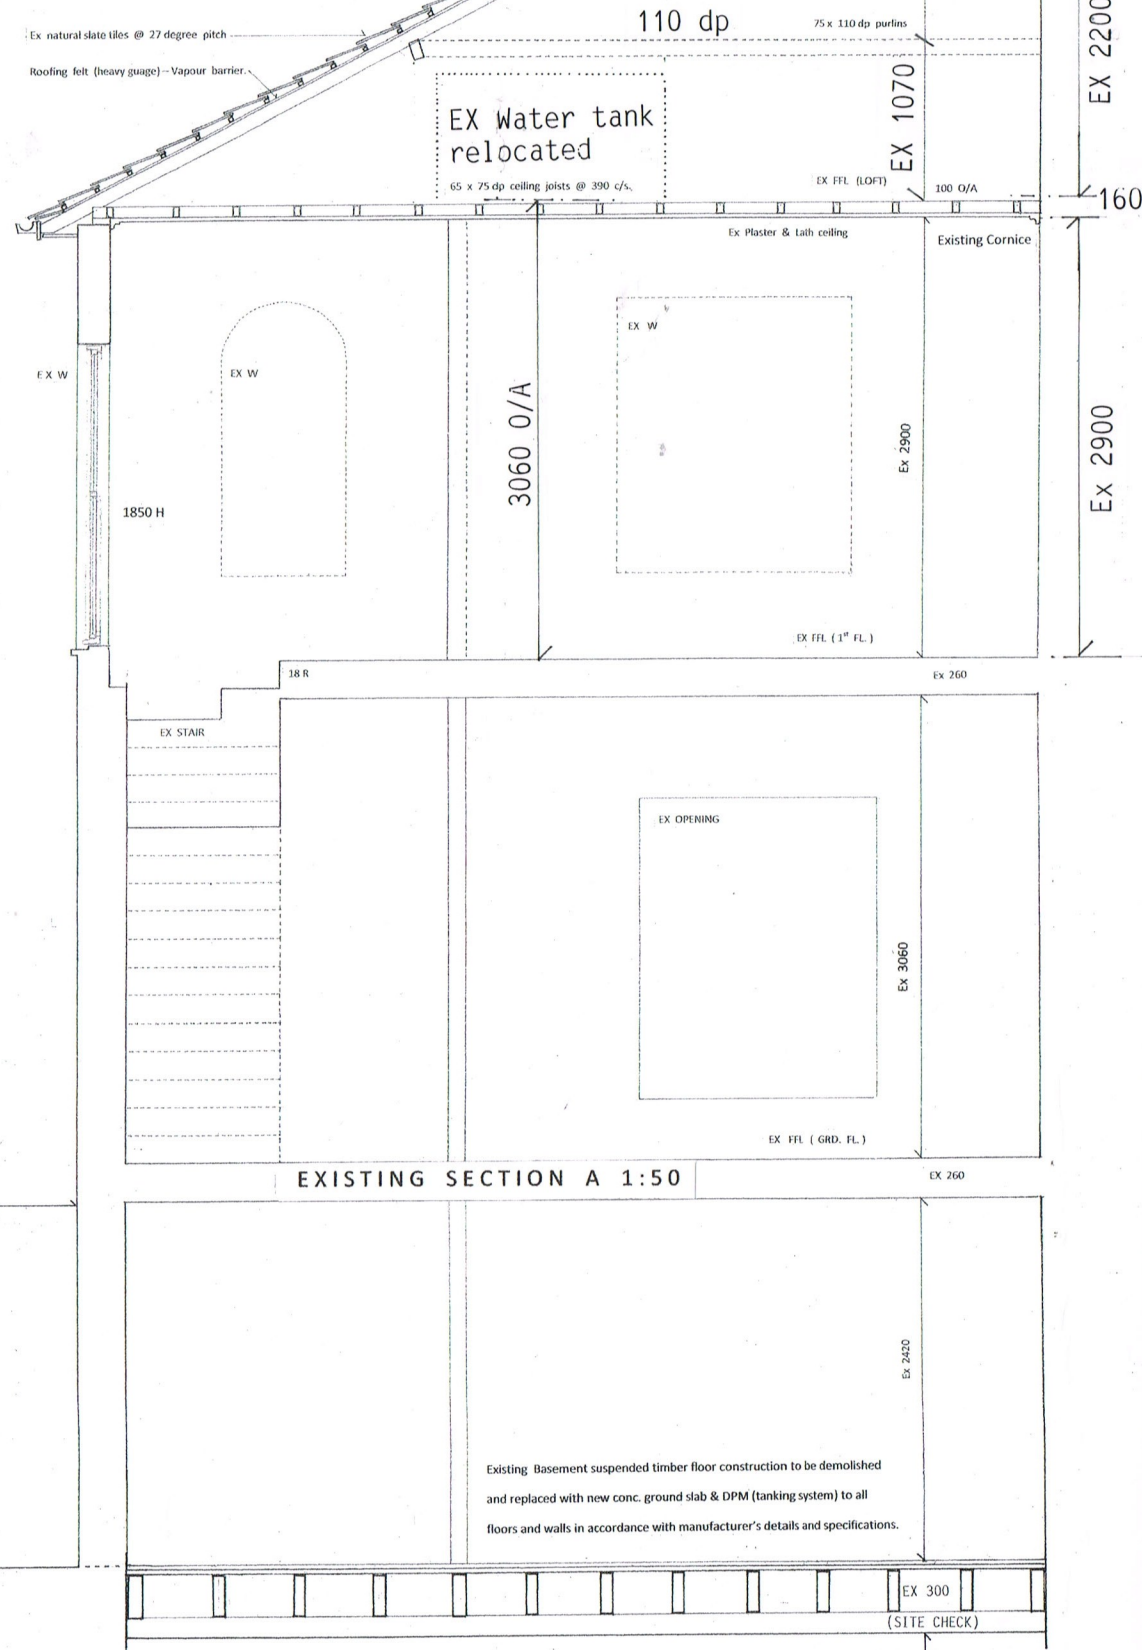 110 dp
75 x 110 dp purlins
EX 2200
Ex natural slate tiles @ 27 degree pitch
Roofing felt (heavy guage) – Vapour barrier.
EX 1070
EX Water tank
relocated
65 x 75 dp ceiling joists @ 390 c/s.
EX FFL (LOFT)
100 O/A
160
Ex Plaster & Lath ceiling
Existing Cornice
EX W
EX W
EX W
3060 O/A
Ex 2900
Ex 2900
1850 H
EX FFL ( 1st FL. )
18 R
Ex 260
EX STAIR
EX OPENING
Ex 3060
EX FFL ( GRD. FL. )
EXISTING SECTION A 1:50
EX 260
Ex 2420
Existing Basement suspended timber floor construction to be demolished
and replaced with new conc. ground slab & DPM (tanking system) to all
floors and walls in accordance with manufacturer's details and specifications.
EX 300
(SITE CHECK)